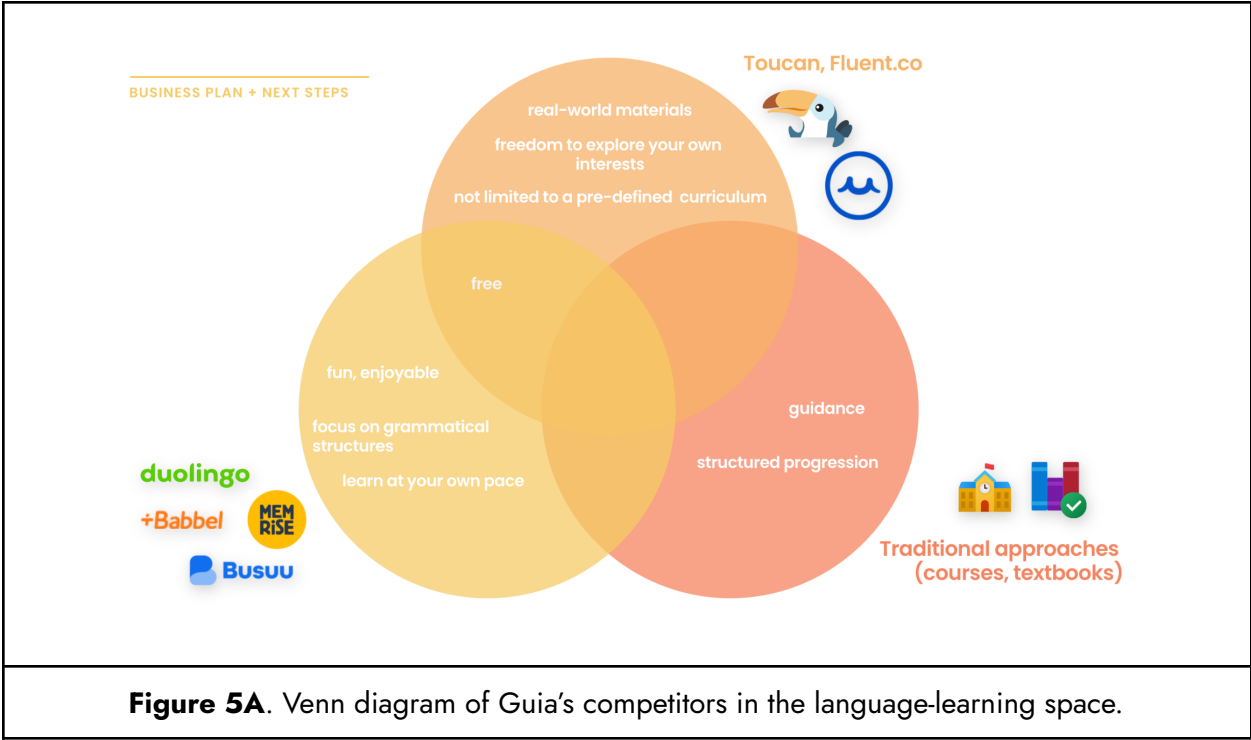 BUSINESS PLAN + NEXT STEPS
Toucan, Fluent.co
real-world materials
freedom to explore your own
interests
not limited to a pre-defined curriculum
free
fun, enjoyable
focus on grammatical
structures
learn at your own pace
guidance
structured progression
duolingo
+Babbel
MEM
RiSE
Busuu
Traditional approaches
(courses, textbooks)
Figure 5A. Venn diagram of Guia’s competitors in the language-learning space.